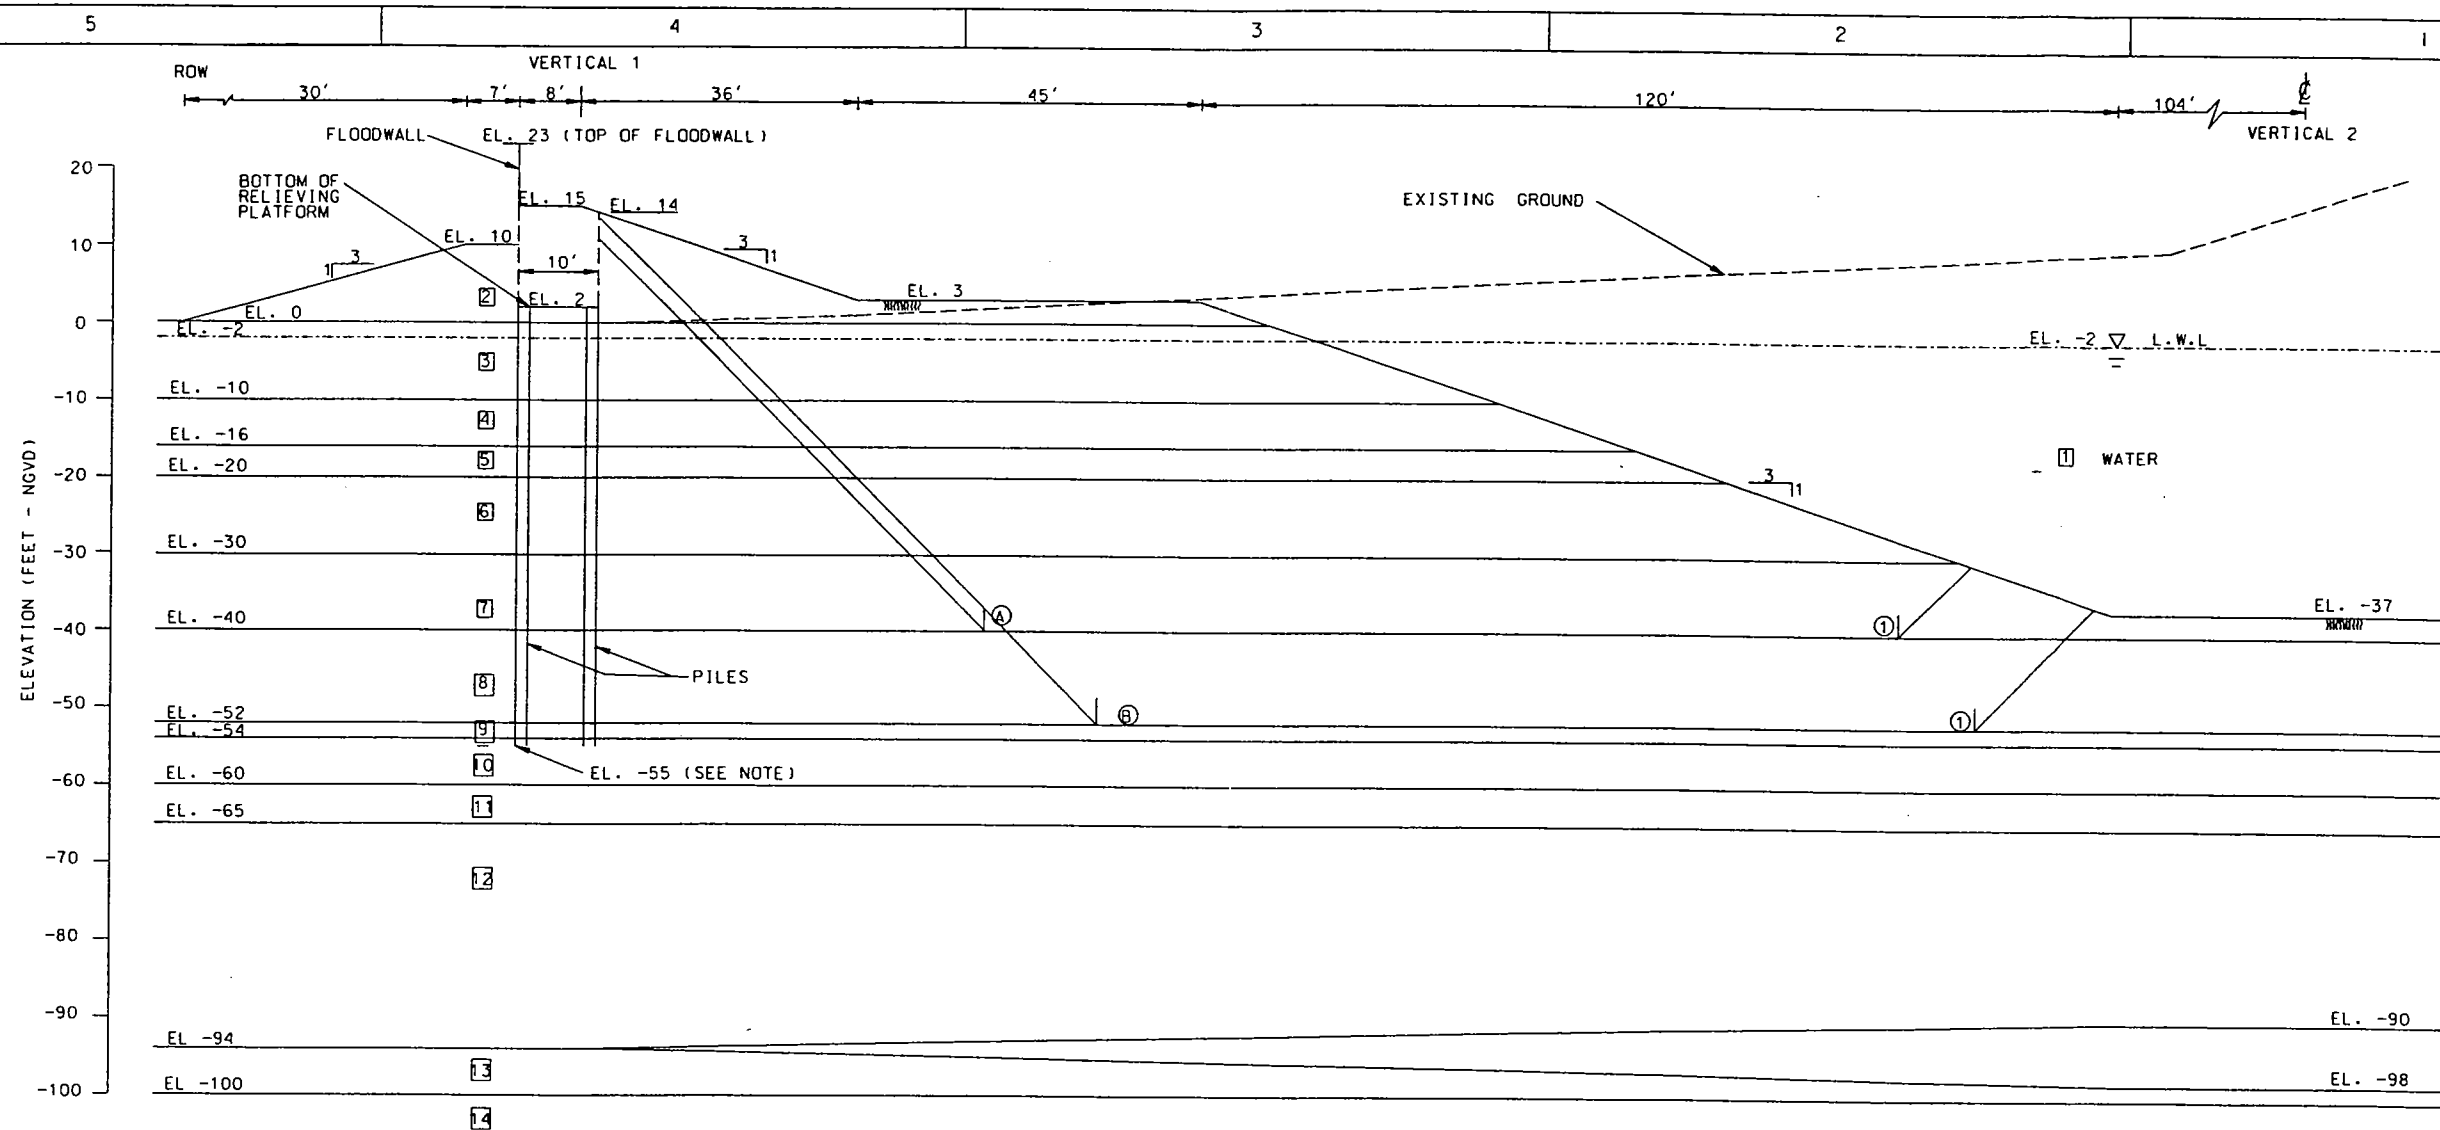 5 4 3 2 1
ROW
VERTICAL 1
30' 7' 8' 36' 45' 120' 104'
℄
VERTICAL 2
FLOODWALL
EL. 23 (TOP OF FLOODWALL)
BOTTOM OF
RELIEVING
PLATFORM
EL. 15
EL. 14
EXISTING GROUND
EL. 10
3
1
3
1
10'
EL. 2
EL. 3
2
EL. 0
EL. -2
EL. -2 L.W.L
3
EL. -10
4
EL. -16
5
EL. -20
1 WATER
3
1
6
EL. -30
7
EL. -37
A
1
EL. -40
PILES
8
EL. -52
B
1
9
EL. -54
10
EL. -55 (SEE NOTE)
EL. -60
11
EL. -65
12
EL. -90
EL -94
13
EL -100
EL. -98
14
ELEVATION (FEET - NGVD)
20
10
0
-10
-20
-30
-40
-50
-60
-70
-80
-90
-100